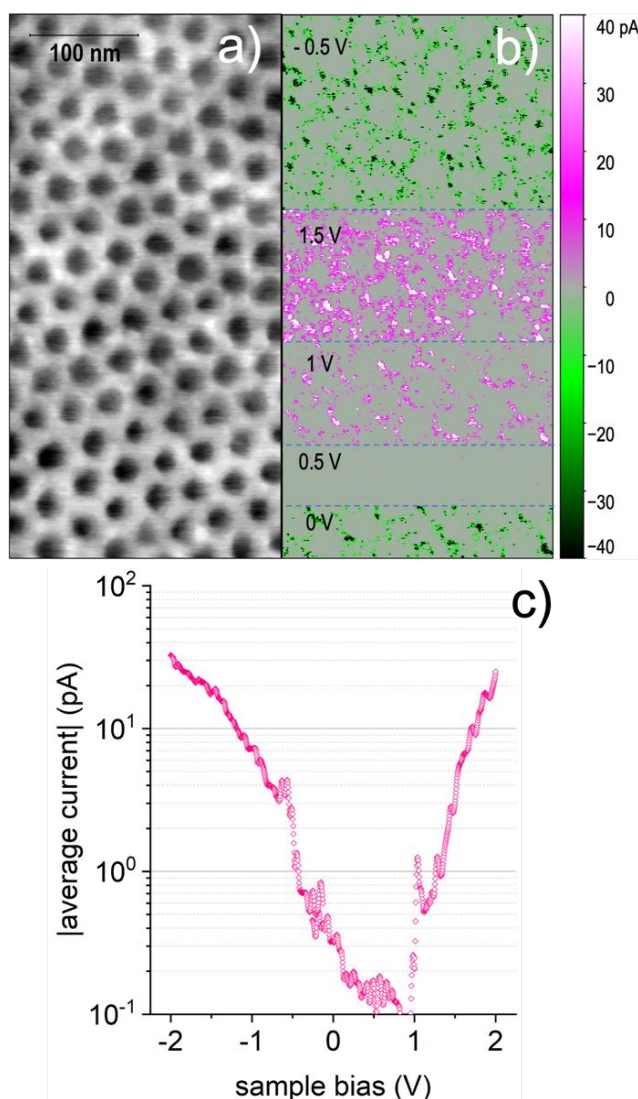 100 nm
a)
- 0.5 V
b)
1.5 V
1 V
0.5 V
0 V
40 pA
30
20
10
0
−10
−20
−30
−40
c)
10²
10¹
10⁰
10⁻¹
|average current| (pA)
-2 -1 0 1 2
sample bias (V)